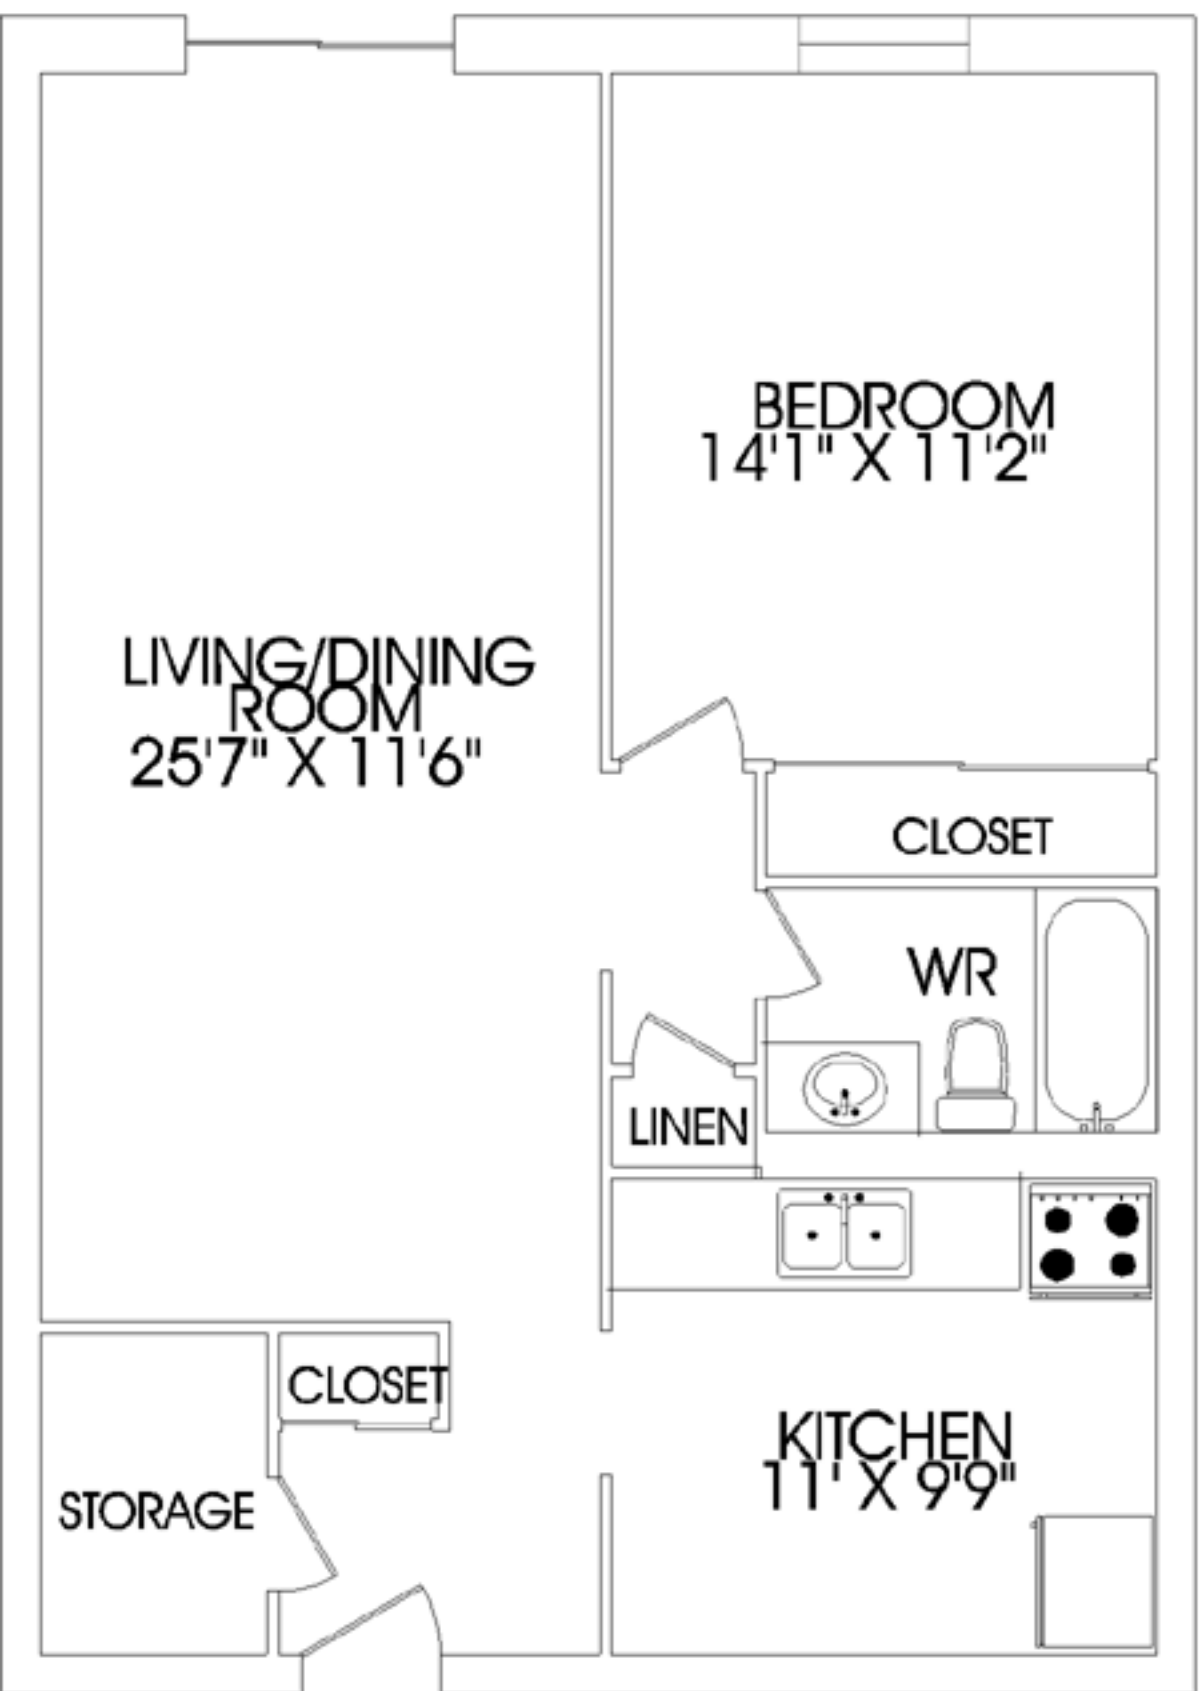 BEDROOM
14'1" X 11'2"
LIVING/DINING
ROOM
25'7" X 11'6"
CLOSET
WR
LINEN
CLOSET
KITCHEN
11' X 9'9"
STORAGE